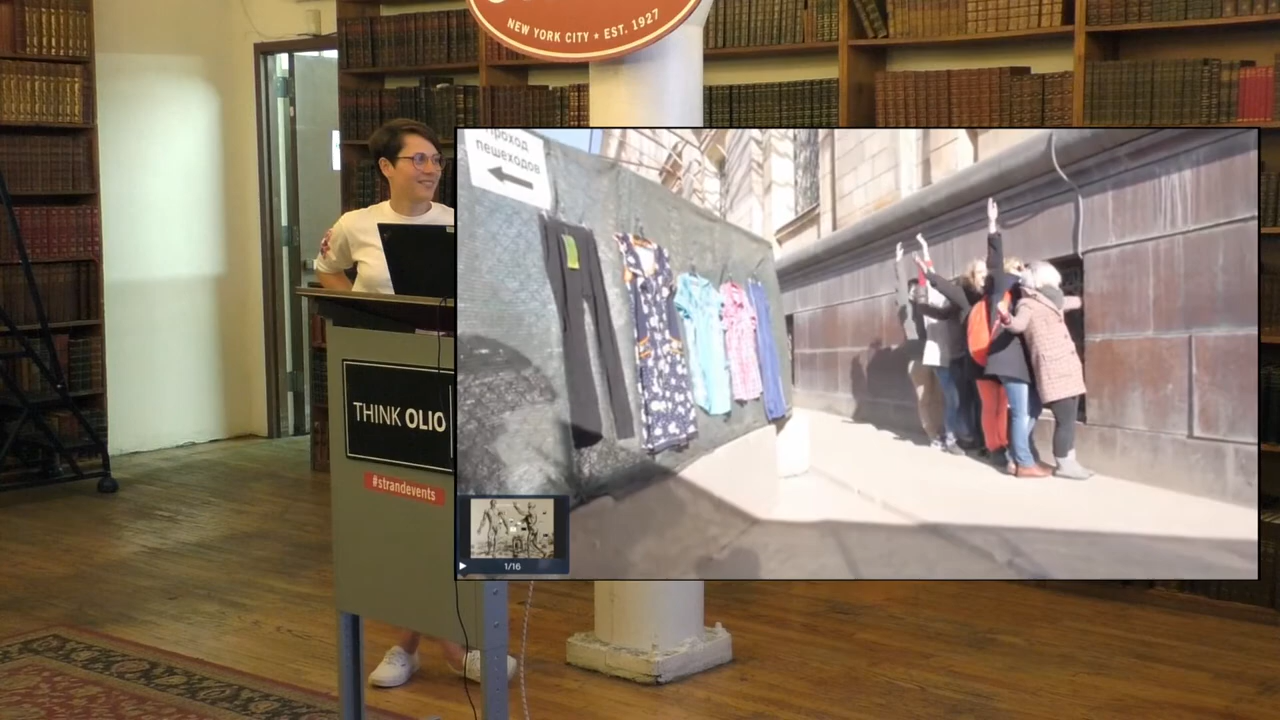 NEW YORK CITY ★ EST. 1927
Проход
пешеходов
THINK OLIO
#strandevents
1/16